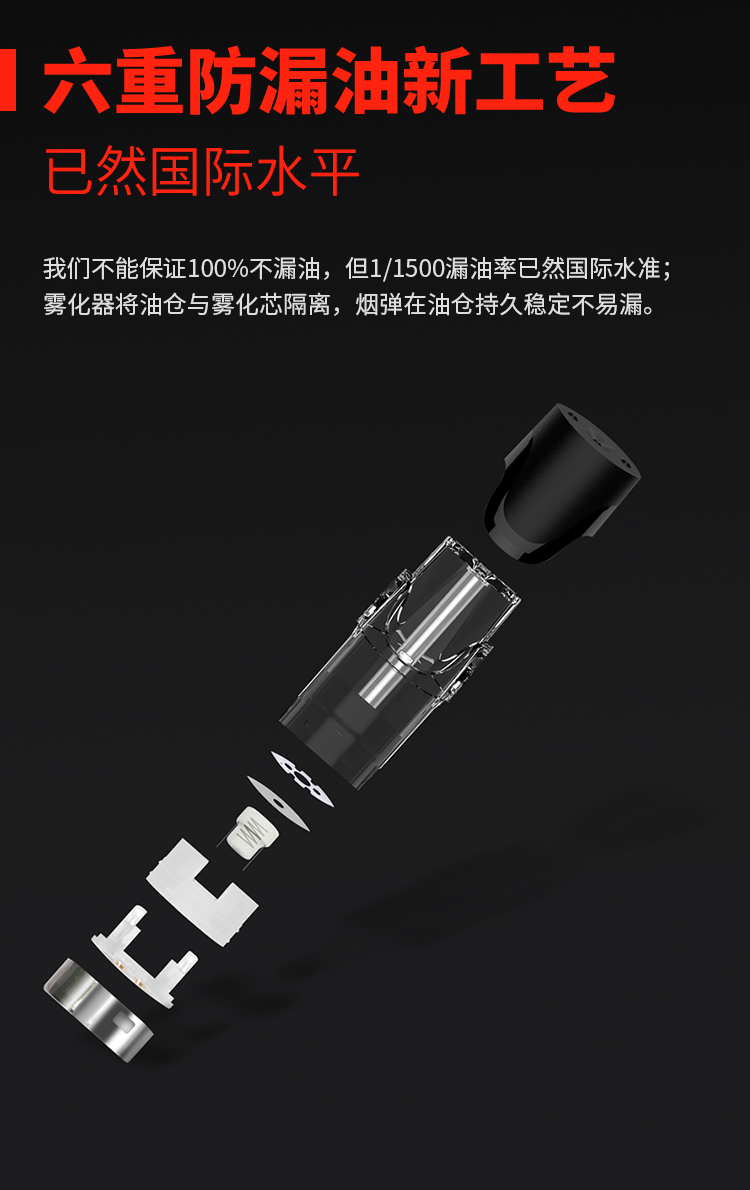 六重防漏油新工艺
已然国际水平
我们不能保证100%不漏油，但1/1500漏油率已然国际水准；
雾化器将油仓与雾化芯隔离，烟弹在油仓持久稳定不易漏。